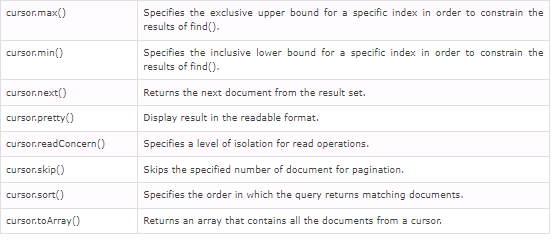 cursor.max() Specifies the exclusive upper bound for a specific index in order to constrain the
results of find().
cursor.min() Specifies the inclusive lower bound for a specific index in order to constrain the
results of find().
cursor.next() Returns the next document from the result set.
cursor.pretty() Display result in the readable format.
cursor.readConcern() Specifies a level of isolation for read operations.
cursor.skip() Skips the specified number of document for pagination.
cursor.sort() Specifies the order in which the query returns matching documents.
cursor.toArray() Returns an array that contains all the documents from a cursor.